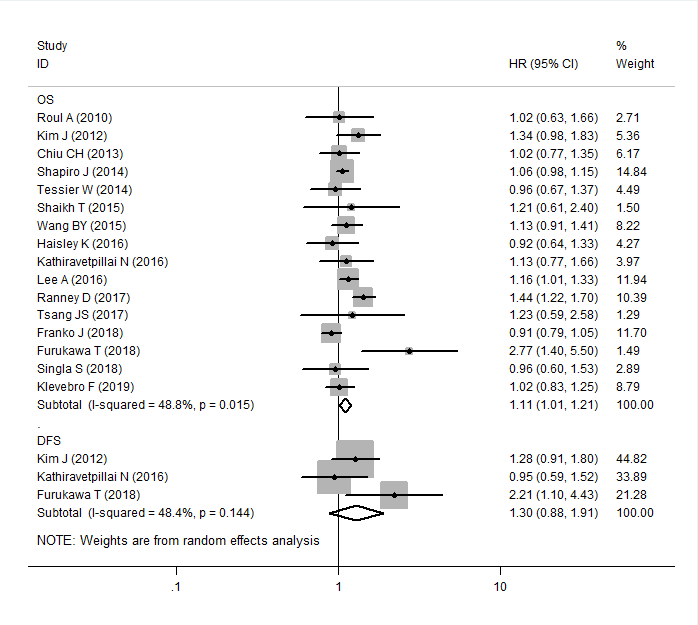 Study %
ID HR (95% CI) Weight
OS
Roul A (2010) 1.02 (0.63, 1.66) 2.71
Kim J (2012) 1.34 (0.98, 1.83) 5.36
Chiu CH (2013) 1.02 (0.77, 1.35) 6.17
Shapiro J (2014) 1.06 (0.98, 1.15) 14.84
Tessier W (2014) 0.96 (0.67, 1.37) 4.49
Shaikh T (2015) 1.21 (0.61, 2.40) 1.50
Wang BY (2015) 1.13 (0.91, 1.41) 8.22
Haisley K (2016) 0.92 (0.64, 1.33) 4.27
Kathiravetpillai N (2016) 1.13 (0.77, 1.66) 3.97
Lee A (2016) 1.16 (1.01, 1.33) 11.94
Ranney D (2017) 1.44 (1.22, 1.70) 10.39
Tsang JS (2017) 1.23 (0.59, 2.58) 1.29
Franko J (2018) 0.91 (0.79, 1.05) 11.70
Furukawa T (2018) 2.77 (1.40, 5.50) 1.49
Singla S (2018) 0.96 (0.60, 1.53) 2.89
Klevebro F (2019) 1.02 (0.83, 1.25) 8.79
Subtotal (I-squared = 48.8%, p = 0.015) 1.11 (1.01, 1.21) 100.00
.
DFS
Kim J (2012) 1.28 (0.91, 1.80) 44.82
Kathiravetpillai N (2016) 0.95 (0.59, 1.52) 33.89
Furukawa T (2018) 2.21 (1.10, 4.43) 21.28
Subtotal (I-squared = 48.4%, p = 0.144) 1.30 (0.88, 1.91) 100.00
NOTE: Weights are from random effects analysis
.1 1 10